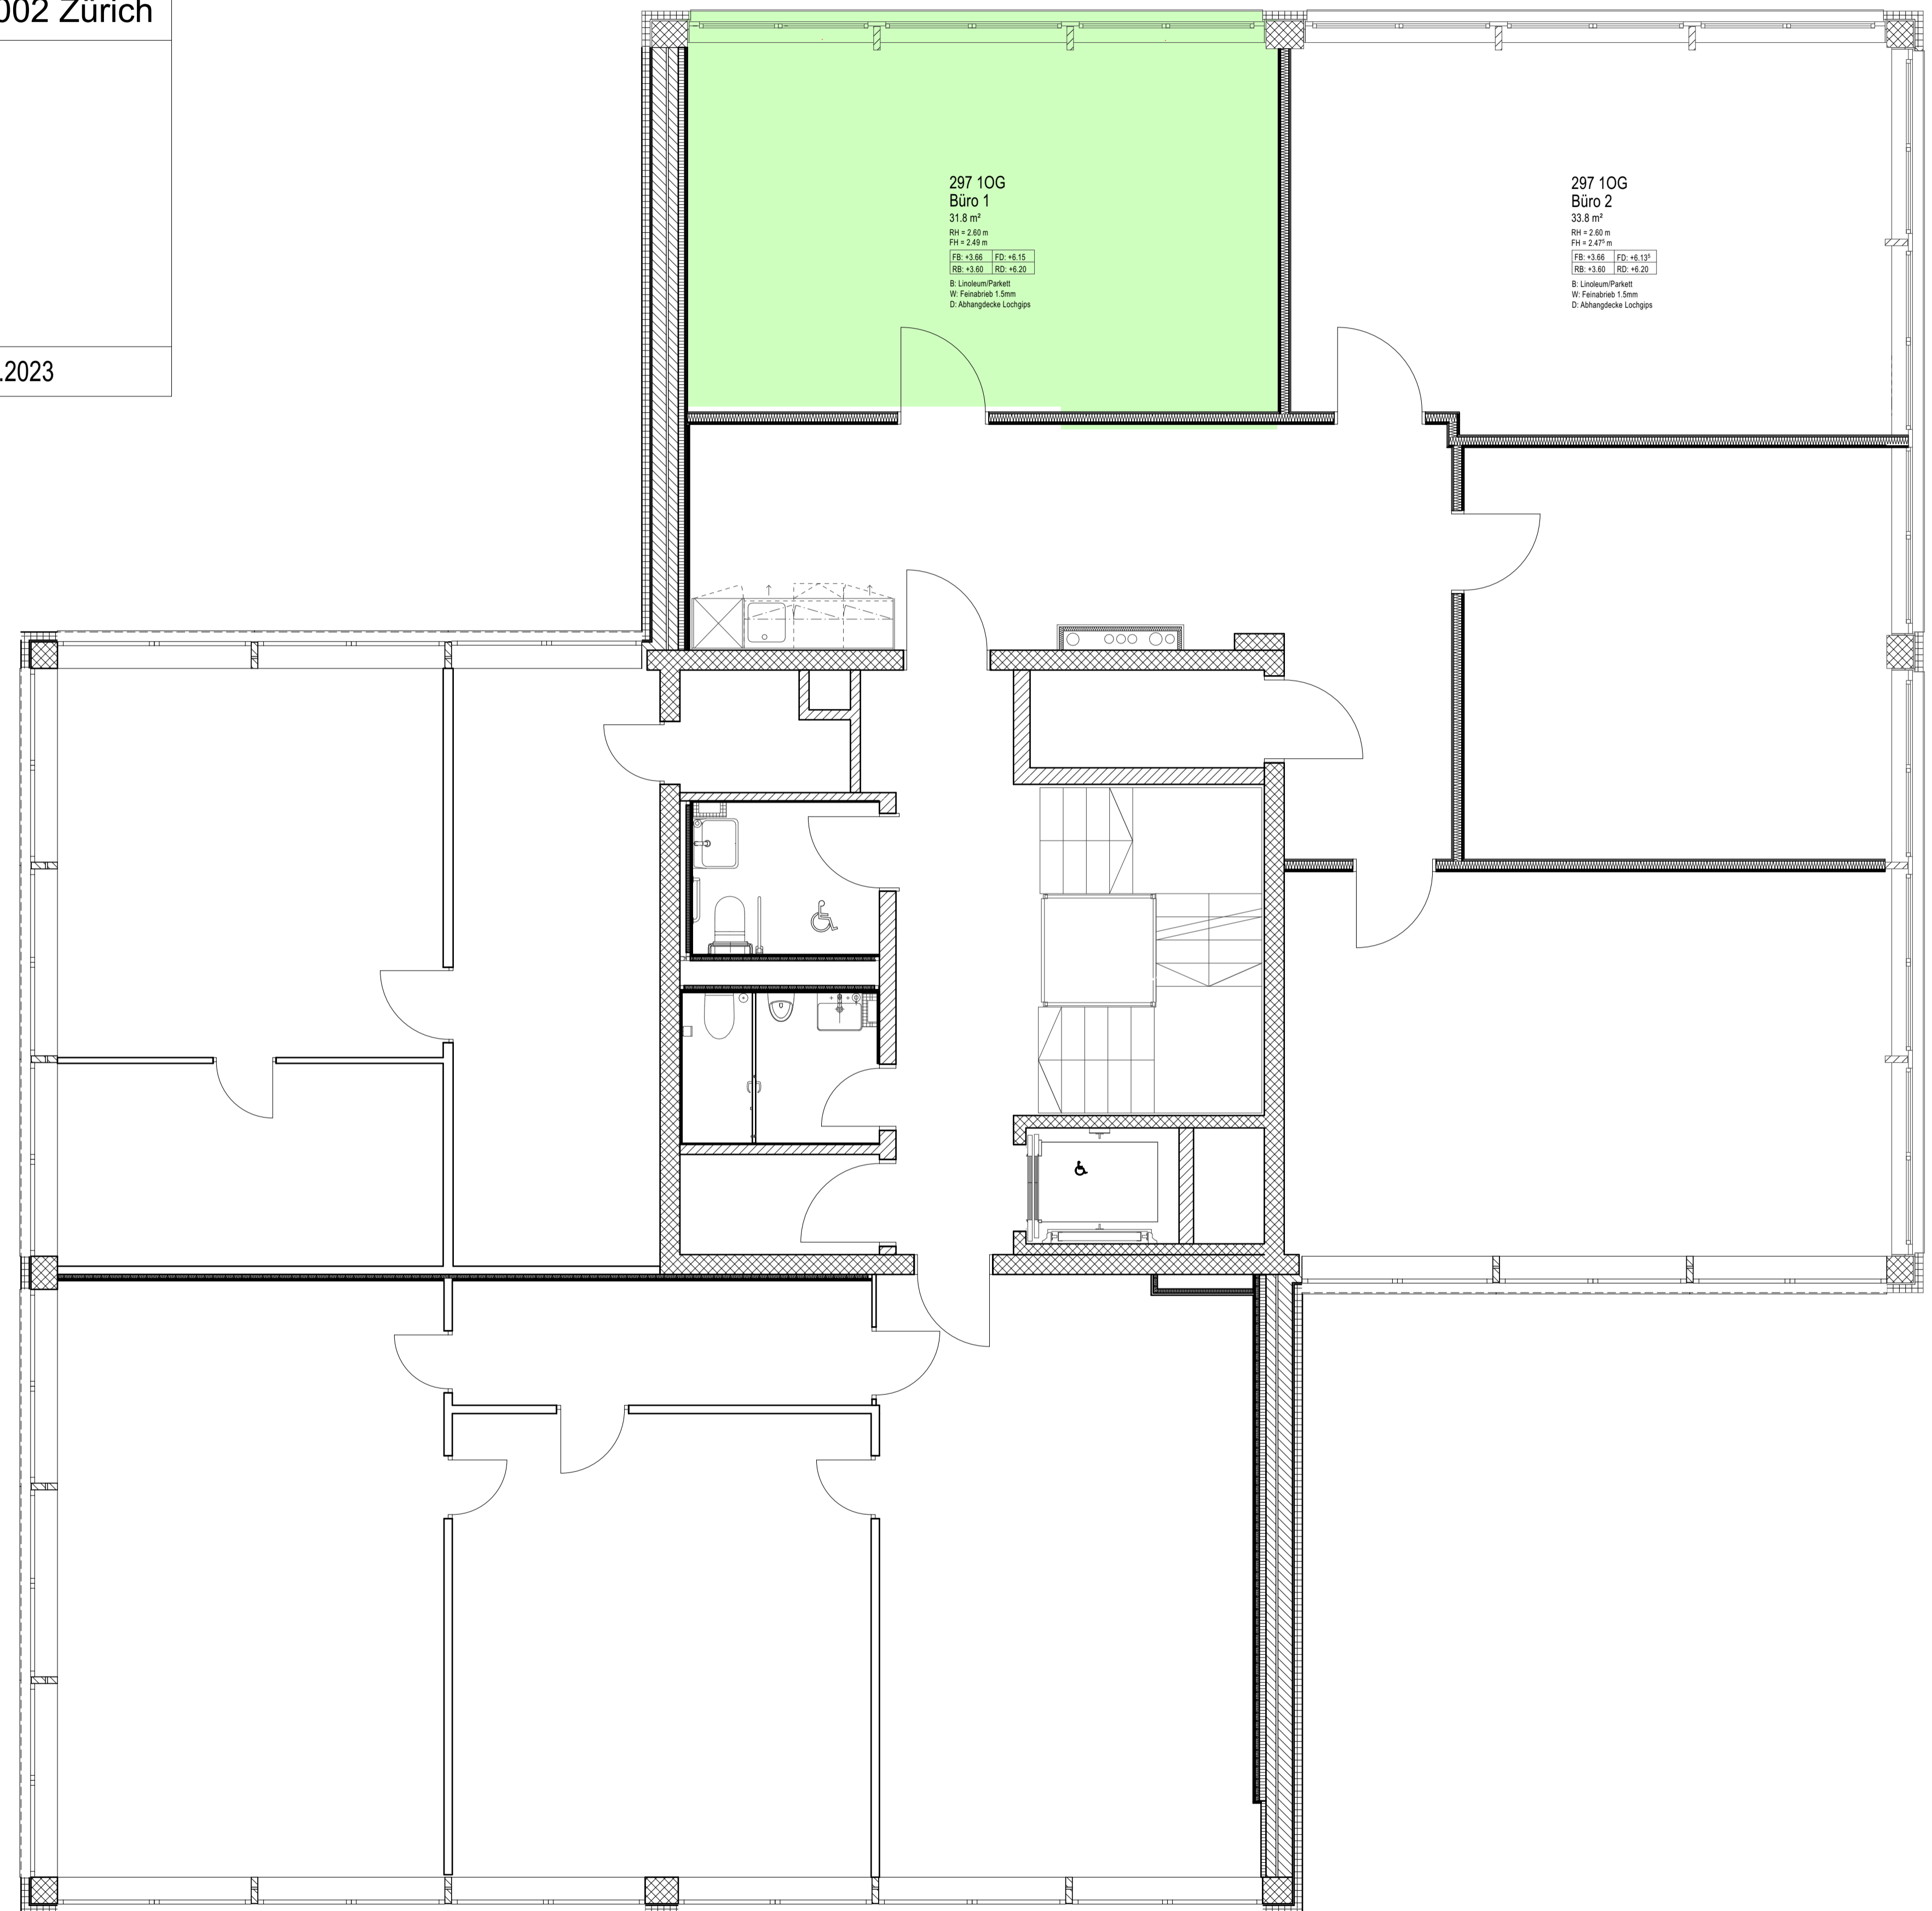 002 Zürich
.2023
297 1OG
Büro 1
31.8 m²
RH = 2.60 m
FH = 2.49 m
FB: +3.66 FD: +6.15
RB: +3.60 RD: +6.20
B: Linoleum/Parkett
W: Feinabrieb 1.5mm
D: Abhangdecke Lochgips
297 1OG
Büro 2
33.8 m²
RH = 2.60 m
FH = 2.47⁵ m
FB: +3.66 FD: +6.13⁵
RB: +3.60 RD: +6.20
B: Linoleum/Parkett
W: Feinabrieb 1.5mm
D: Abhangdecke Lochgips